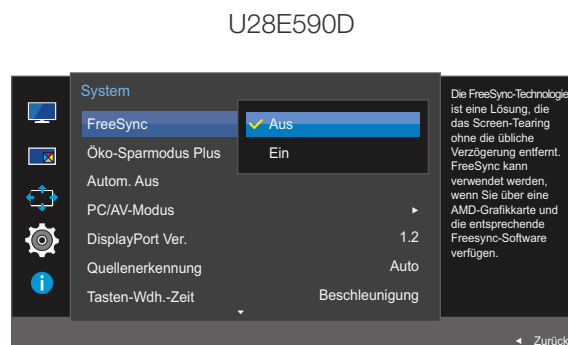 U28E590D
System
FreeSync
Aus
Ein
Öko-Sparmodus Plus
Autom. Aus
PC/AV-Modus
DisplayPort Ver. 1.2
Quellenerkennung Auto
Tasten-Wdh.-Zeit Beschleunigung
Die FreeSync-Technologie
ist eine Lösung, die
das Screen-Tearing
ohne die übliche
Verzögerung entfernt.
FreeSync kann
verwendet werden,
wenn Sie über eine
AMD-Grafikkarte und
die entsprechende
Freesync-Software
verfügen.
Zurück